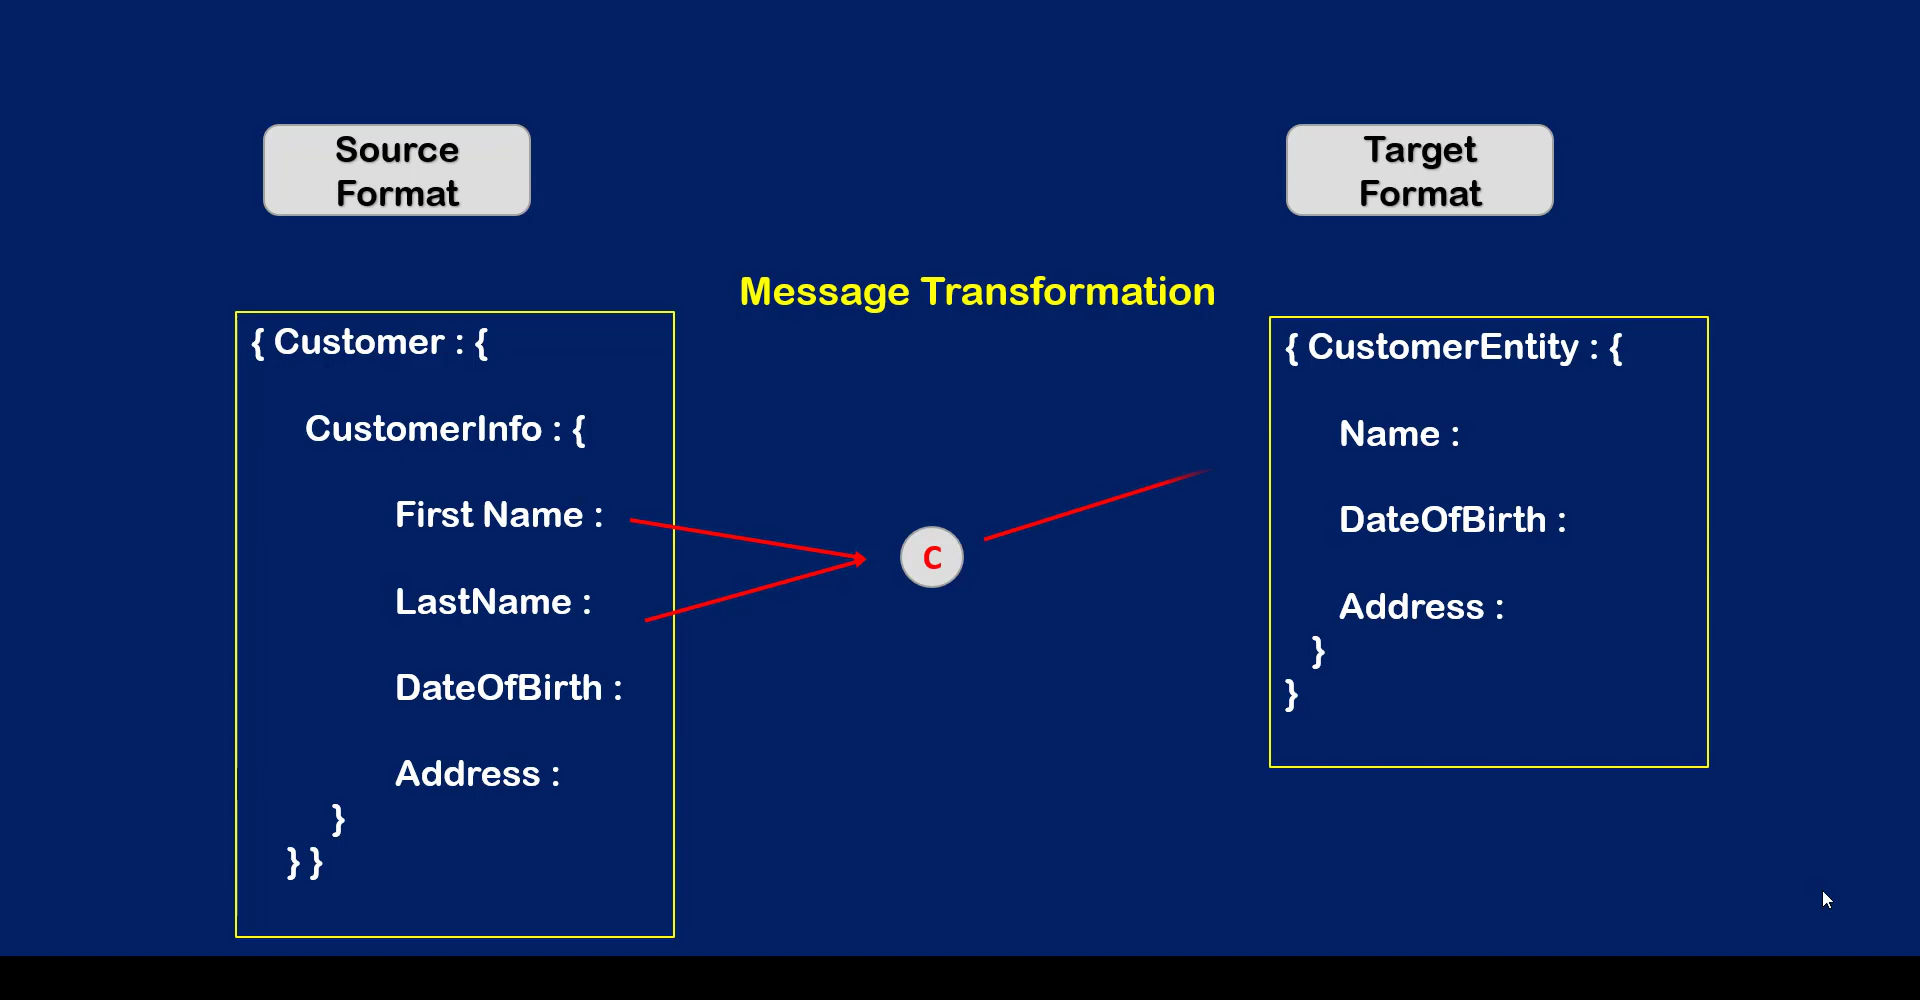 Source
Format
Target
Format
Message Transformation
{ Customer : {
CustomerInfo : {
First Name :
LastName :
DateOfBirth :
Address :
}
} }
C
{ CustomerEntity : {
Name :
DateOfBirth :
Address :
}
}